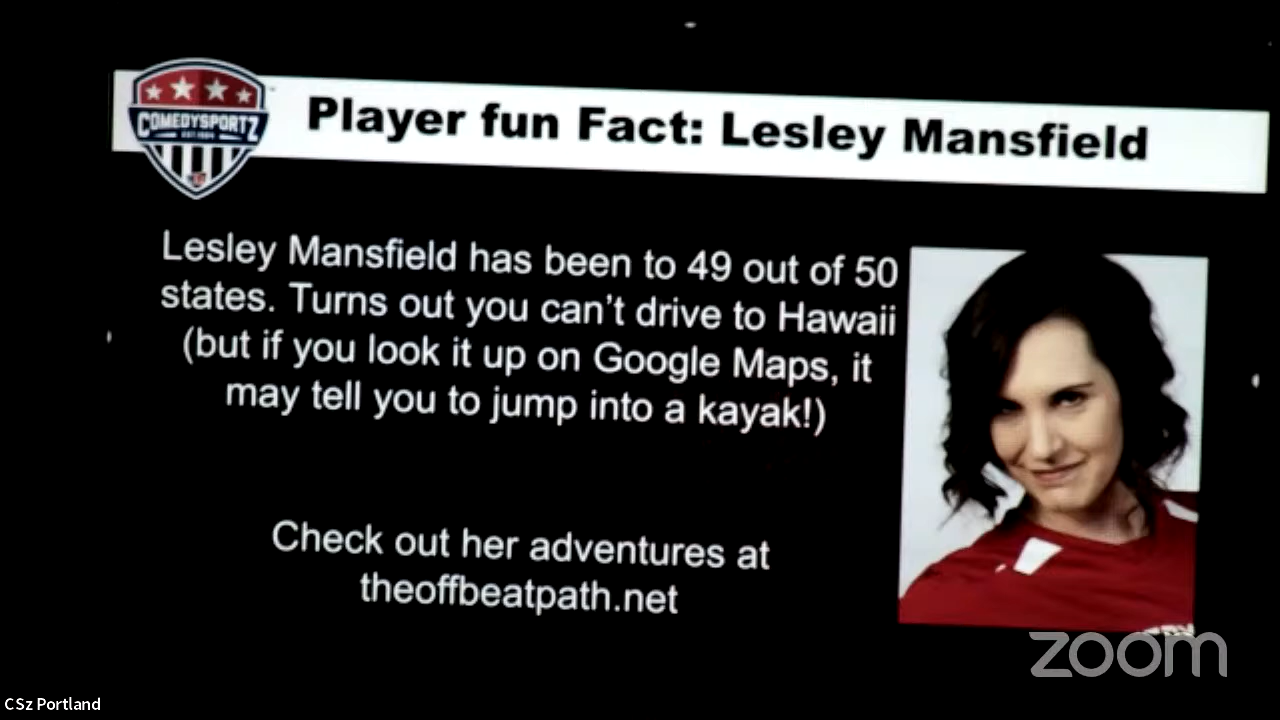 COMEDYSPORTZ
Player fun Fact: Lesley Mansfield
Lesley Mansfield has been to 49 out of 50
states. Turns out you can’t drive to Hawaii
(but if you look it up on Google Maps, it
may tell you to jump into a kayak!)
Check out her adventures at
theoffbeatpath.net
zoom
CSz Portland